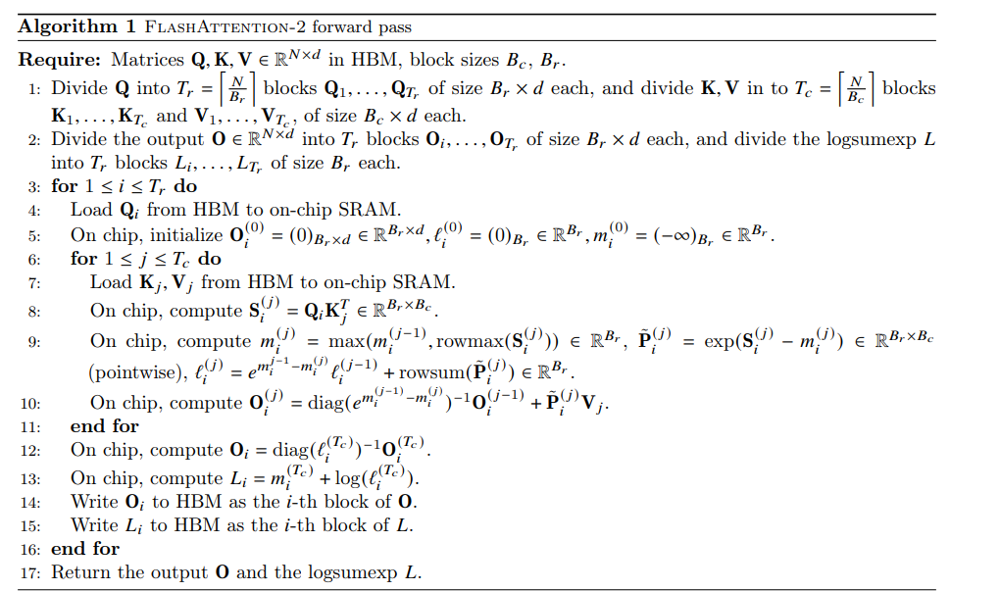 Algorithm 1 FLASHATTENTION-2 forward pass
Require: Matrices $\mathbf{Q}, \mathbf{K}, \mathbf{V} \in \mathbb{R}^{N \times d}$ in HBM, block sizes $B_c$, $B_r$.
1: Divide $\mathbf{Q}$ into $T_r = \left\lceil \frac{N}{B_r} \right\rceil$ blocks $\mathbf{Q}_1, \ldots, \mathbf{Q}_{T_r}$ of size $B_r \times d$ each, and divide $\mathbf{K}, \mathbf{V}$ in to $T_c = \left\lceil \frac{N}{B_c} \right\rceil$ blocks
$\mathbf{K}_1, \ldots, \mathbf{K}_{T_c}$ and $\mathbf{V}_1, \ldots, \mathbf{V}_{T_c}$, of size $B_c \times d$ each.
2: Divide the output $\mathbf{O} \in \mathbb{R}^{N \times d}$ into $T_r$ blocks $\mathbf{O}_i, \ldots, \mathbf{O}_{T_r}$ of size $B_r \times d$ each, and divide the logsumexp $L$
into $T_r$ blocks $L_i, \ldots, L_{T_r}$ of size $B_r$ each.
3: for $1 \le i \le T_r$ do
4: Load $\mathbf{Q}_i$ from HBM to on-chip SRAM.
5: On chip, initialize $\mathbf{O}_i^{(0)} = (0)_{B_r \times d} \in \mathbb{R}^{B_r \times d}, \ell_i^{(0)} = (0)_{B_r} \in \mathbb{R}^{B_r}, m_i^{(0)} = (-\infty)_{B_r} \in \mathbb{R}^{B_r}$.
6: for $1 \le j \le T_c$ do
7: Load $\mathbf{K}_j, \mathbf{V}_j$ from HBM to on-chip SRAM.
8: On chip, compute $\mathbf{S}_i^{(j)} = \mathbf{Q}_i \mathbf{K}_j^T \in \mathbb{R}^{B_r \times B_c}$.
9: On chip, compute $m_i^{(j)} = \max(m_i^{(j-1)}, \mathrm{rowmax}(\mathbf{S}_i^{(j)})) \in \mathbb{R}^{B_r}$, $\tilde{\mathbf{P}}_i^{(j)} = \exp(\mathbf{S}_i^{(j)} - m_i^{(j)}) \in \mathbb{R}^{B_r \times B_c}$
(pointwise), $\ell_i^{(j)} = e^{m_i^{j-1} - m_i^{(j)}} \ell_i^{(j-1)} + \mathrm{rowsum}(\tilde{\mathbf{P}}_i^{(j)}) \in \mathbb{R}^{B_r}$.
10: On chip, compute $\mathbf{O}_i^{(j)} = \mathrm{diag}(e^{m_i^{(j-1)} - m_i^{(j)}})^{-1} \mathbf{O}_i^{(j-1)} + \tilde{\mathbf{P}}_i^{(j)} \mathbf{V}_j$.
11: end for
12: On chip, compute $\mathbf{O}_i = \mathrm{diag}(\ell_i^{(T_c)})^{-1} \mathbf{O}_i^{(T_c)}$.
13: On chip, compute $L_i = m_i^{(T_c)} + \log(\ell_i^{(T_c)})$.
14: Write $\mathbf{O}_i$ to HBM as the $i$-th block of $\mathbf{O}$.
15: Write $L_i$ to HBM as the $i$-th block of $L$.
16: end for
17: Return the output $\mathbf{O}$ and the logsumexp $L$.